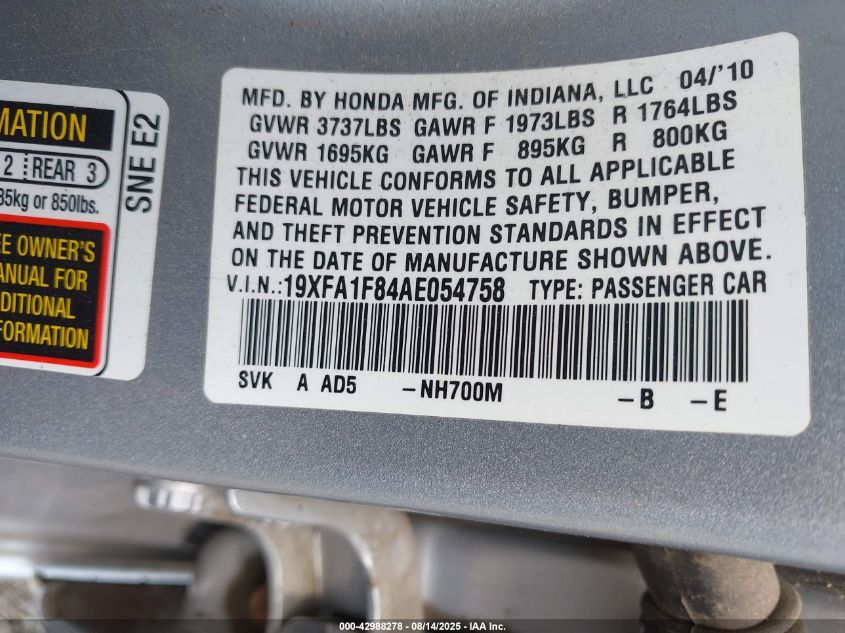 MATION
2 REAR 3
85kg or 850lbs.
EE OWNER'S
ANUAL FOR
DITIONAL
FORMATION
SNE E2
MFD. BY HONDA MFG. OF INDIANA, LLC 04/'10
GVWR 3737LBS GAWR F 1973LBS R 1764LBS
GVWR 1695KG GAWR F 895KG R 800KG
THIS VEHICLE CONFORMS TO ALL APPLICABLE
FEDERAL MOTOR VEHICLE SAFETY, BUMPER,
AND THEFT PREVENTION STANDARDS IN EFFECT
ON THE DATE OF MANUFACTURE SHOWN ABOVE.
V.I.N.:19XFA1F84AE054758 TYPE: PASSENGER CAR
SVK A AD5 -NH700M -B -E
000-42988278 - 08/14/2025 - IAA Inc.